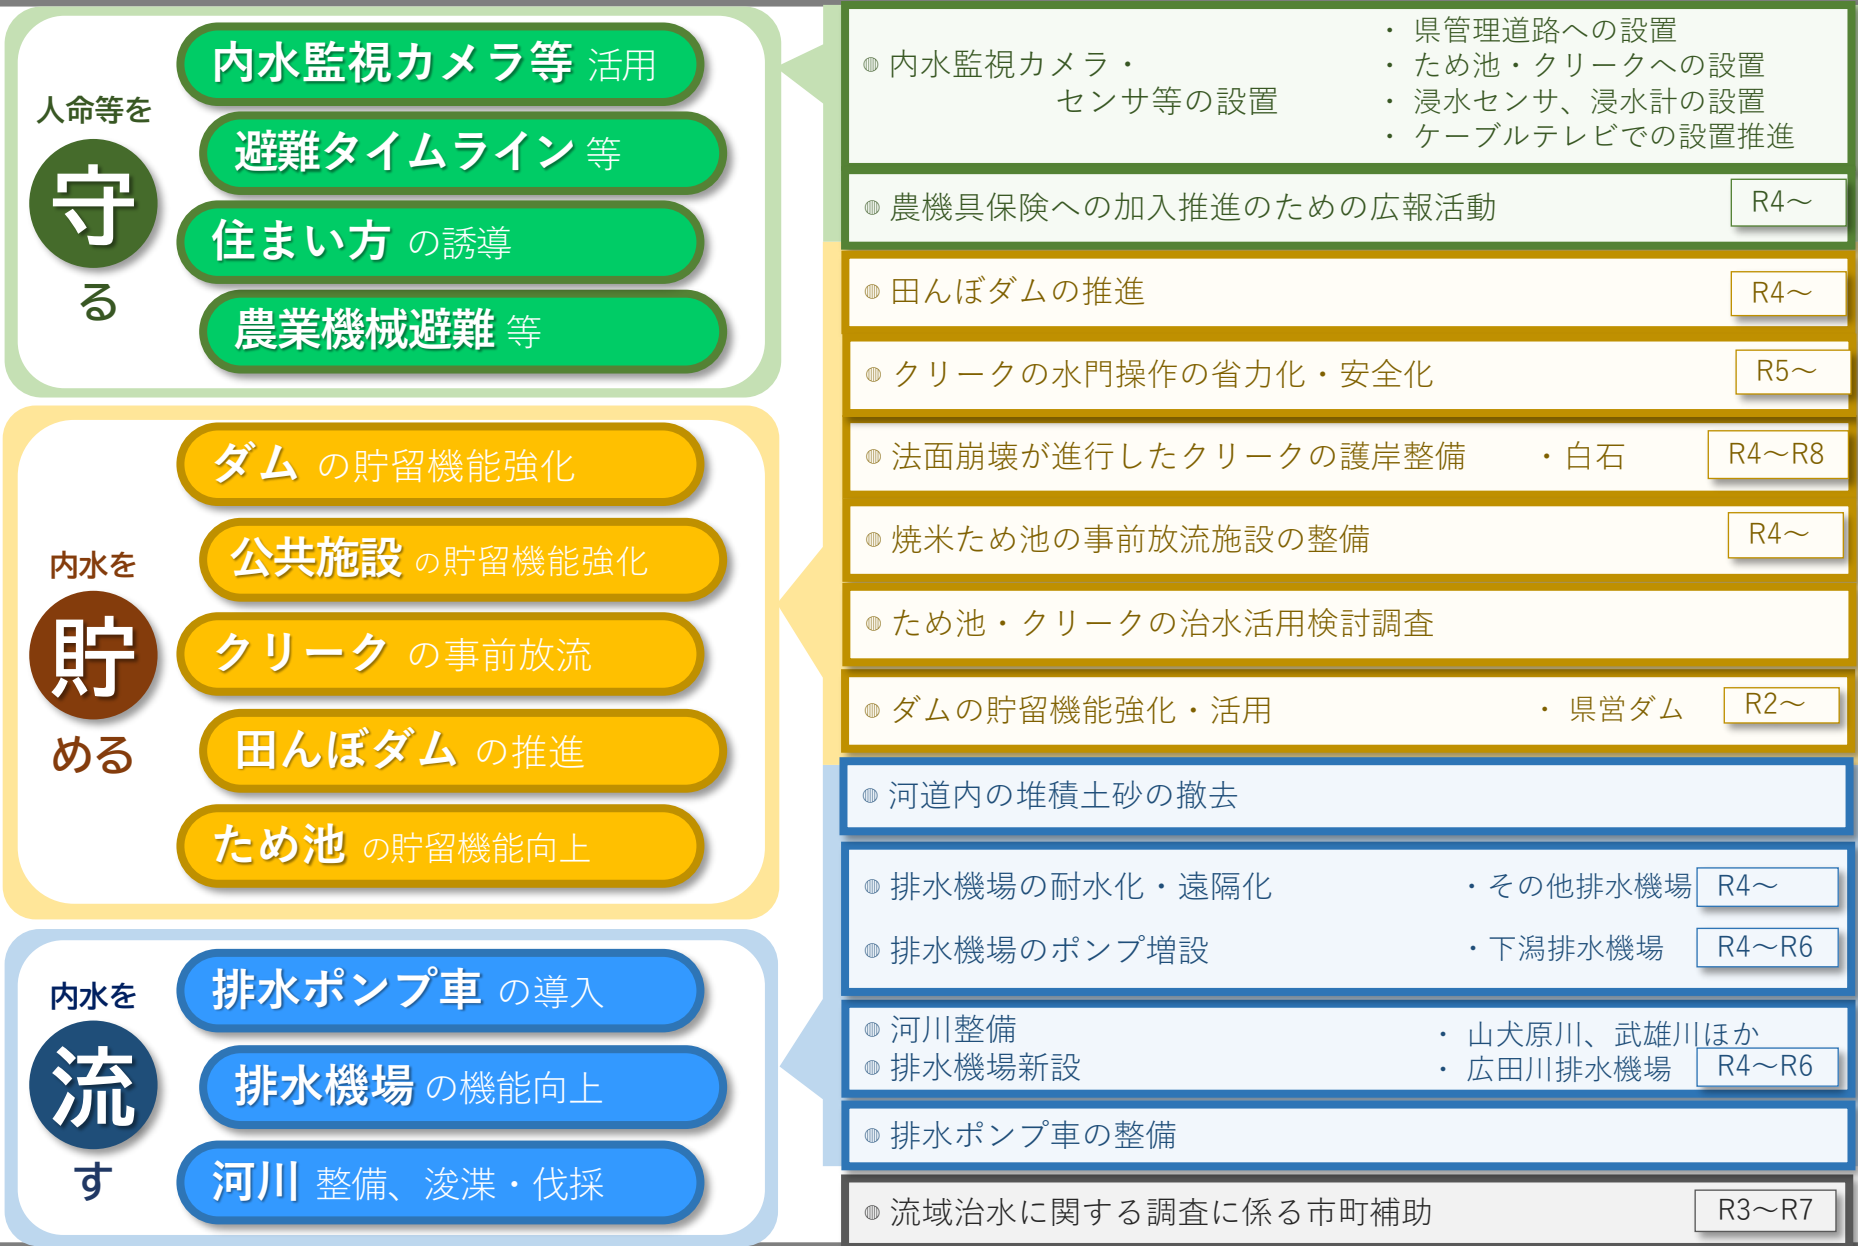 人命等を
守
る
内水監視カメラ等 活用
避難タイムライン 等
住まい方 の誘導
農業機械避難 等
内水を
貯
める
ダム の貯留機能強化
公共施設 の貯留機能強化
クリーク の事前放流
田んぼダム の推進
ため池 の貯留機能向上
内水を
流
す
排水ポンプ車 の導入
排水機場 の機能向上
河川 整備、浚渫・伐採
◍ 内水監視カメラ・
センサ等の設置
・ 県管理道路への設置
・ ため池・クリークへの設置
・ 浸水センサ、浸水計の設置
・ ケーブルテレビでの設置推進
◍ 農機具保険への加入推進のための広報活動 R4～
◍ 田んぼダムの推進 R4～
◍ クリークの水門操作の省力化・安全化 R5～
◍ 法面崩壊が進行したクリークの護岸整備 ・白石 R4～R8
◍ 焼米ため池の事前放流施設の整備 R4～
◍ ため池・クリークの治水活用検討調査
◍ ダムの貯留機能強化・活用 ・ 県営ダム R2～
◍ 河道内の堆積土砂の撤去
◍ 排水機場の耐水化・遠隔化 ・その他排水機場 R4～
◍ 排水機場のポンプ増設 ・下潟排水機場 R4～R6
◍ 河川整備 ・ 山犬原川、武雄川ほか
◍ 排水機場新設 ・ 広田川排水機場 R4～R6
◍ 排水ポンプ車の整備
◍ 流域治水に関する調査に係る市町補助 R3～R7